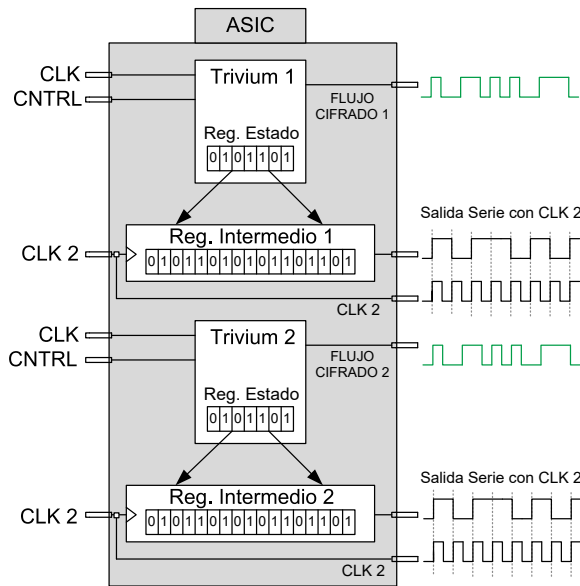 ASIC
CLK
CNTRL
Trivium 1
Reg. Estado
0 1 0 1 1 0 1
FLUJO
CIFRADO 1
Salida Serie con CLK 2
Reg. Intermedio 1
0 1 0 1 1 0 1 0 1 0 1 1 0 1 1 0 1
CLK 2
CLK 2
CLK
CNTRL
Trivium 2
Reg. Estado
0 1 0 1 1 0 1
FLUJO
CIFRADO 2
Salida Serie con CLK 2
Reg. Intermedio 2
0 1 0 1 1 0 1 0 1 0 1 1 0 1 1 0 1
CLK 2
CLK 2